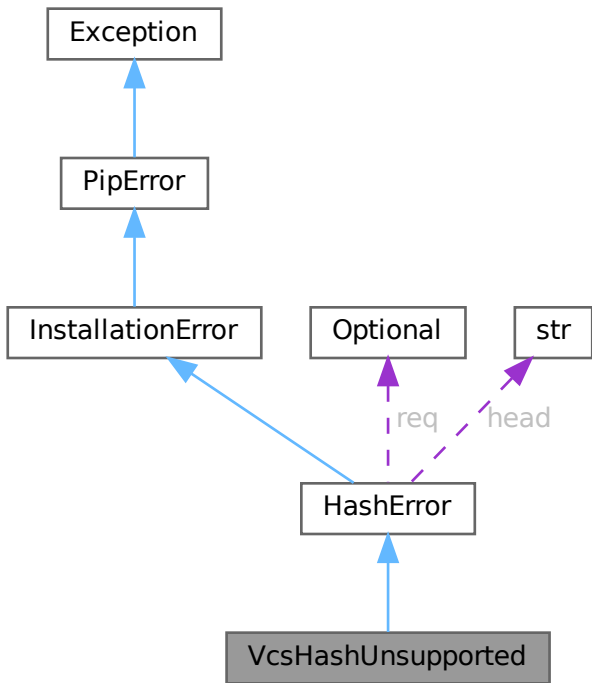 Exception
PipError
InstallationError
Optional
str
req
head
HashError
VcsHashUnsupported